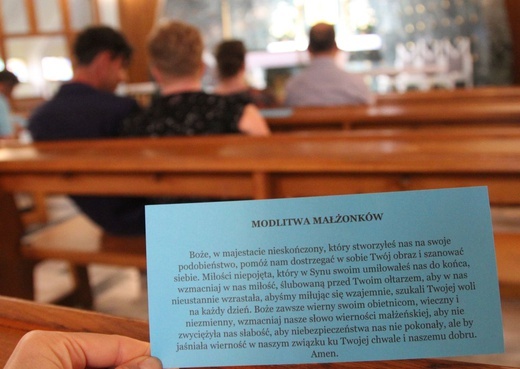 MODLITWA MAŁŻONKÓW
Boże, w majestacie nieskończony, który stworzyłeś nas na swoje
podobieństwo, pomóż nam dostrzegać w sobie Twój obraz i szanować
siebie. Miłości niepojęta, który w Synu swoim umiłowałeś nas do końca,
wzmacniaj w nas miłość, ślubowaną przed Twoim ołtarzem, aby w nas
nieustannie wzrastała, abyśmy miłując się wzajemnie, szukali Twojej woli
na każdy dzień. Boże zawsze wierny swoim obietnicom, wieczny i
niezmienny, wzmacniaj nasze słowo wierności małżeńskiej, aby nie
zwyciężyła nas słabość, aby niebezpieczeństwa nas nie pokonały, ale by
jaśniała wierność w naszym związku ku Twojej chwale i naszemu dobru.
Amen.